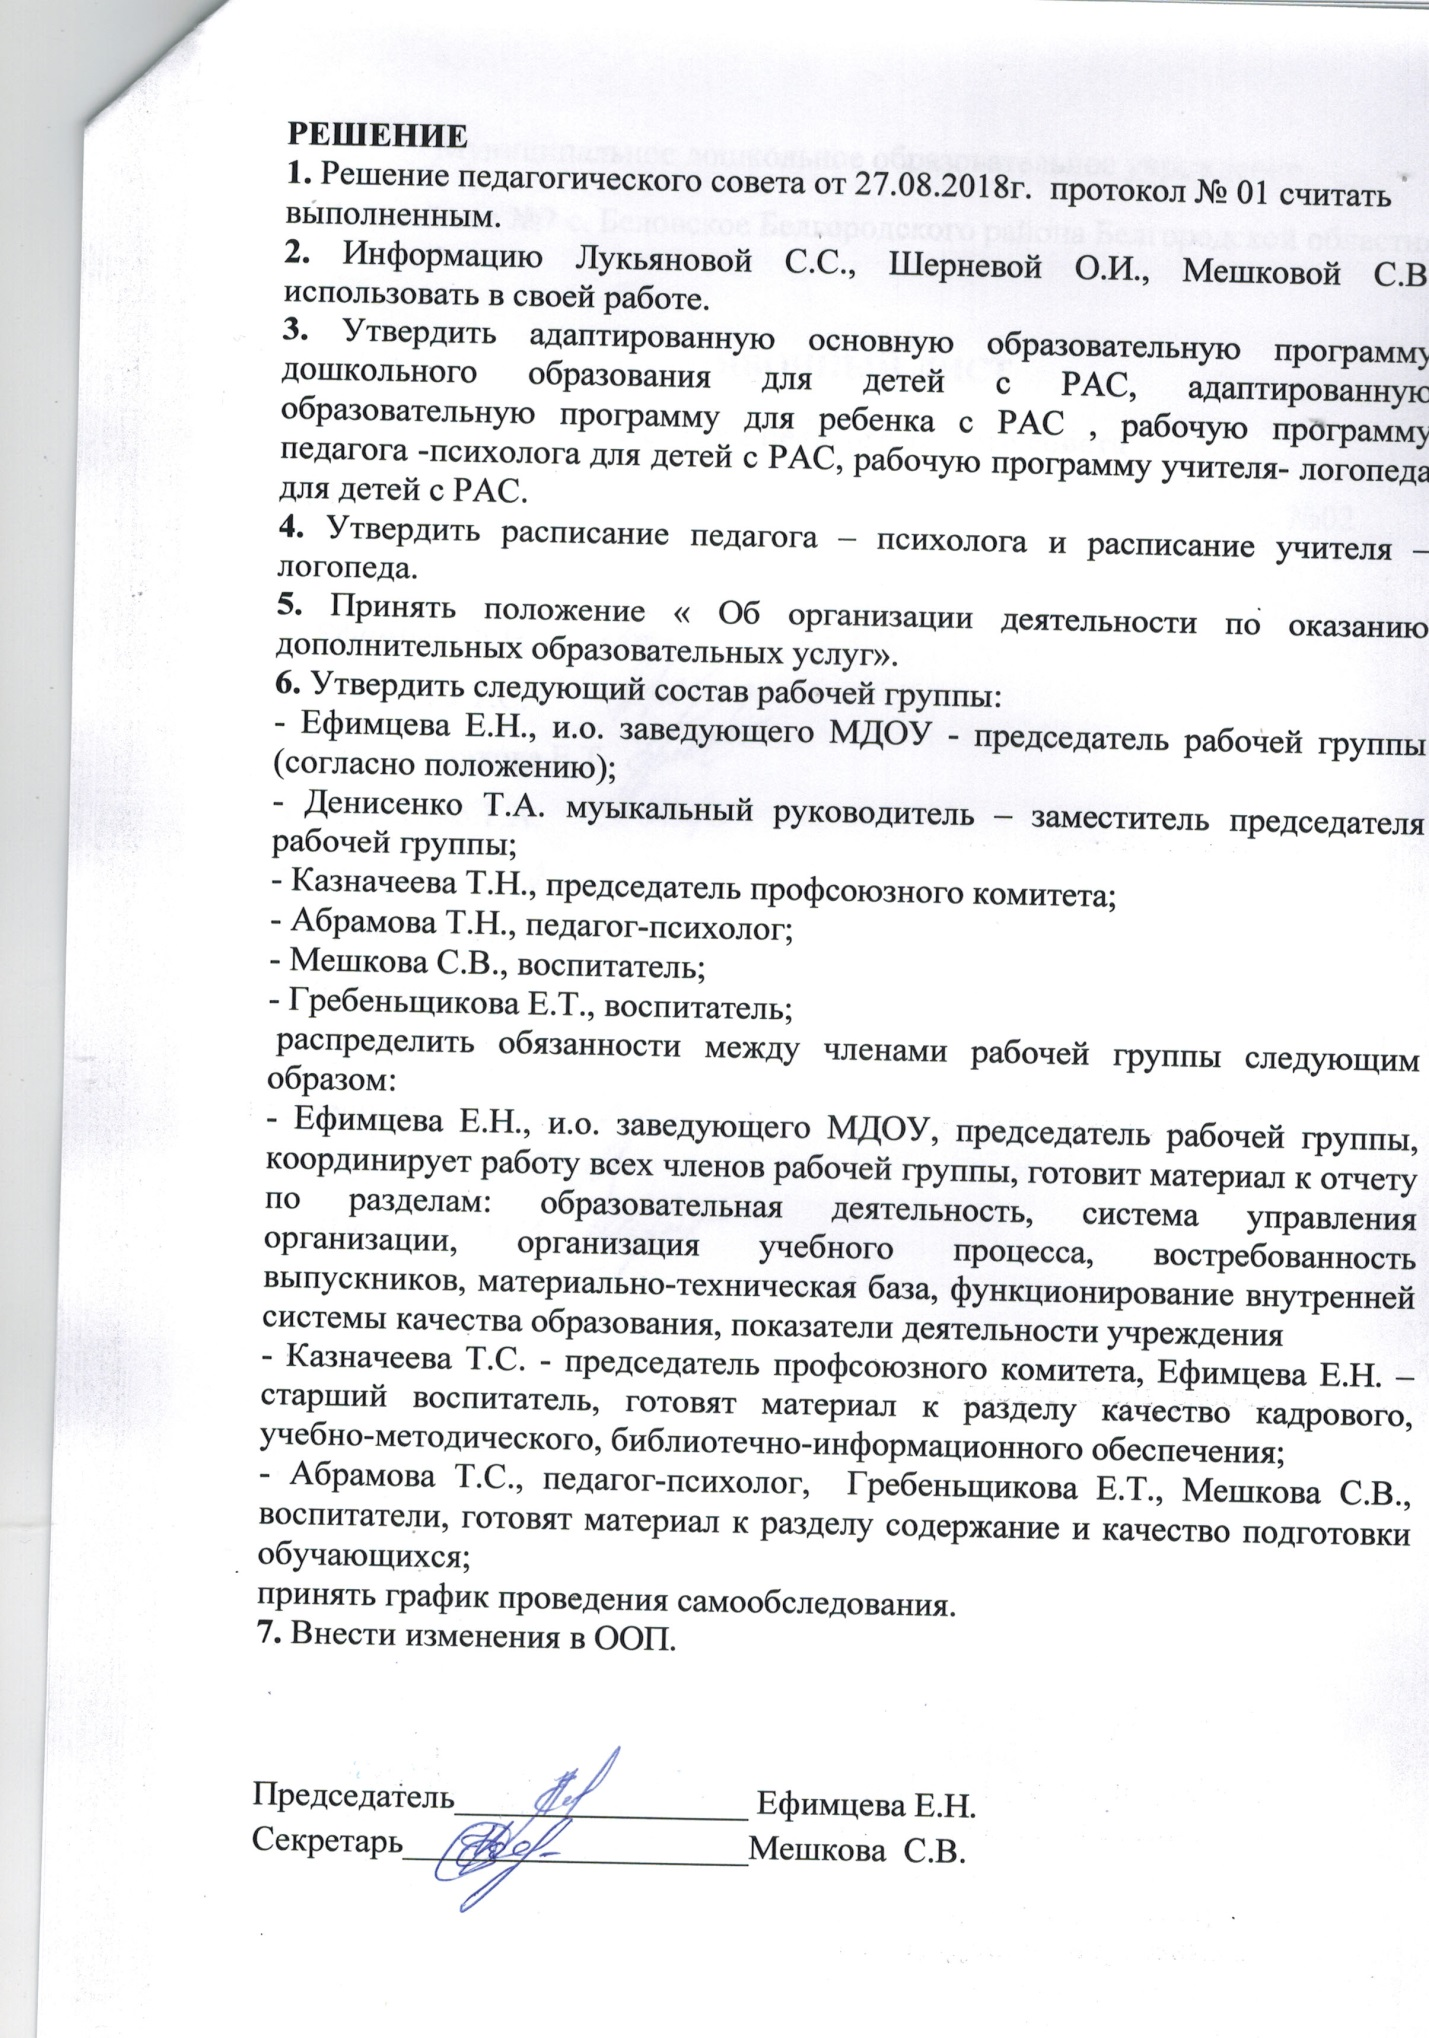 РЕШЕНИЕ
1. Решение педагогического совета от 27.08.2018г. протокол № 01 считать
выполненным.
2. Информацию Лукьяновой С.С., Шерневой О.И., Мешковой С.В
использовать в своей работе.
3. Утвердить адаптированную основную образовательную программу
дошкольного образования для детей с РАС, адаптированную
образовательную программу для ребенка с РАС , рабочую программу
педагога -психолога для детей с РАС, рабочую программу учителя- логопеда
для детей с РАС.
4. Утвердить расписание педагога – психолога и расписание учителя –
логопеда.
5. Принять положение « Об организации деятельности по оказанию
дополнительных образовательных услуг».
6. Утвердить следующий состав рабочей группы:
- Ефимцева Е.Н., и.о. заведующего МДОУ - председатель рабочей группы
(согласно положению);
- Денисенко Т.А. муыкальный руководитель – заместитель председателя
рабочей группы;
- Казначеева Т.Н., председатель профсоюзного комитета;
- Абрамова Т.Н., педагог-психолог;
- Мешкова С.В., воспитатель;
- Гребеньщикова Е.Т., воспитатель;
распределить обязанности между членами рабочей группы следующим
образом:
- Ефимцева Е.Н., и.о. заведующего МДОУ, председатель рабочей группы,
координирует работу всех членов рабочей группы, готовит материал к отчету
по разделам: образовательная деятельность, система управления
организации, организация учебного процесса, востребованность
выпускников, материально-техническая база, функционирование внутренней
системы качества образования, показатели деятельности учреждения
- Казначеева Т.С. - председатель профсоюзного комитета, Ефимцева Е.Н. –
старший воспитатель, готовят материал к разделу качество кадрового,
учебно-методического, библиотечно-информационного обеспечения;
- Абрамова Т.С., педагог-психолог, Гребеньщикова Е.Т., Мешкова С.В.,
воспитатели, готовят материал к разделу содержание и качество подготовки
обучающихся;
принять график проведения самообследования.
7. Внести изменения в ООП.
Председатель__________________ Ефимцева Е.Н.
Секретарь_____________________Мешкова С.В.